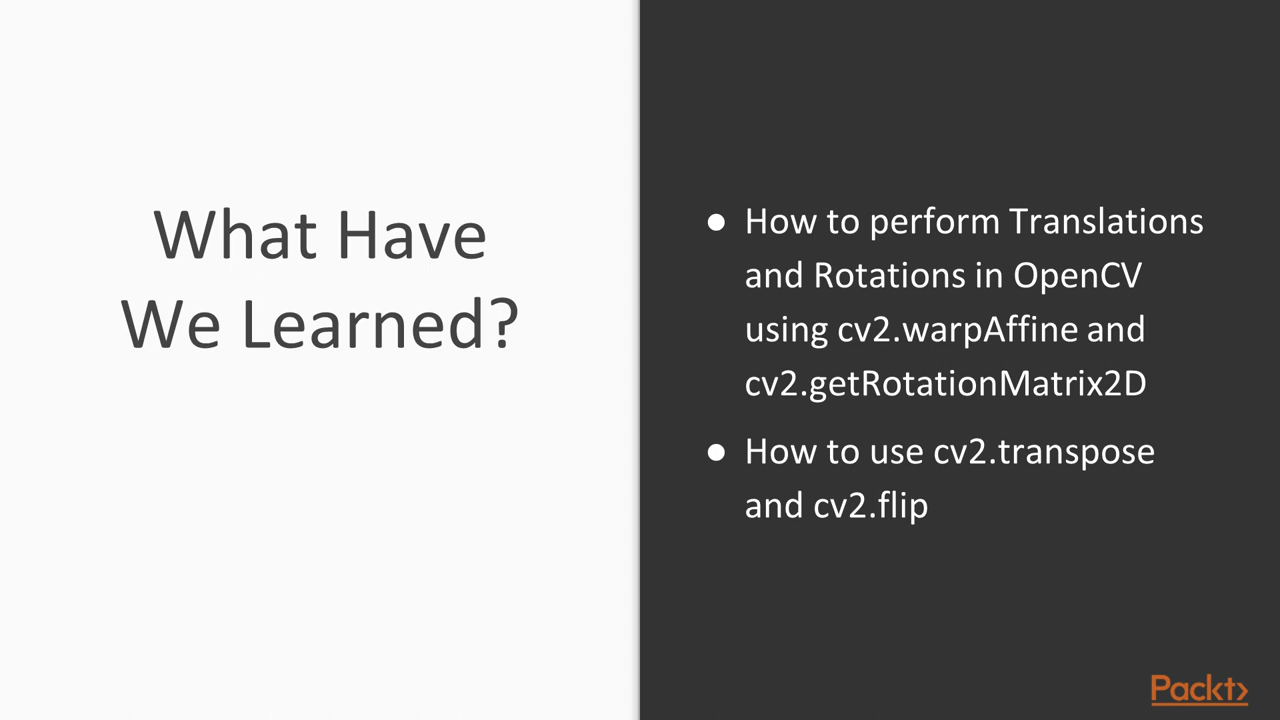 What Have
We Learned?
● How to perform Translations
and Rotations in OpenCV
using cv2.warpAffine and
cv2.getRotationMatrix2D
● How to use cv2.transpose
and cv2.flip
Packt>